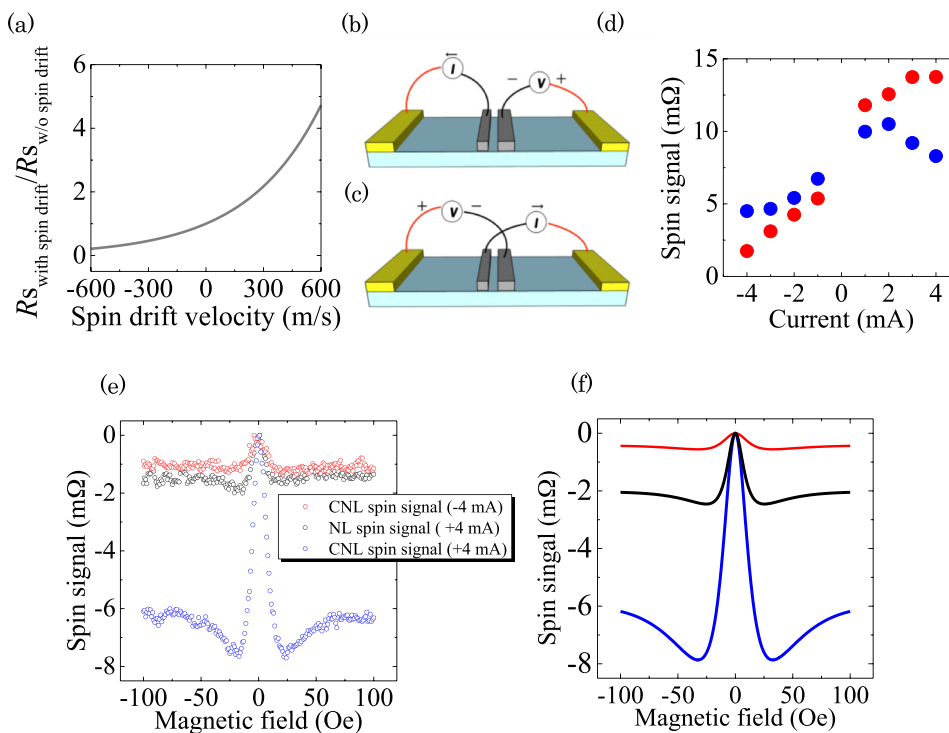 (a)
Rs with spin drift/Rs w/o spin drift
6
4
2
0
-600 -300 0 300 600
Spin drift velocity (m/s)
(b)
←
I
− V +
(c)
+ V −
→
I
(d)
Spin signal (mΩ)
15
10
5
0
-4 -2 0 2 4
Current (mA)
(e)
Spin signal (mΩ)
0
-2
-4
-6
-8
CNL spin signal (-4 mA)
NL spin signal ( +4 mA)
CNL spin signal (+4 mA)
-100 -50 0 50 100
Magnetic field (Oe)
(f)
Spin singal (mΩ)
0
-2
-4
-6
-8
-100 -50 0 50 100
Magnetic field (Oe)